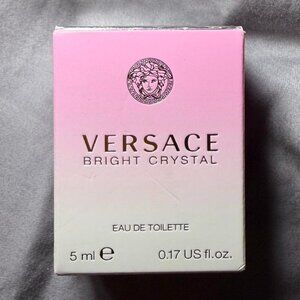 VERSACE
BRIGHT CRYSTAL
EAU DE TOILETTE
5 ml ℮ 0.17 US fl.oz.